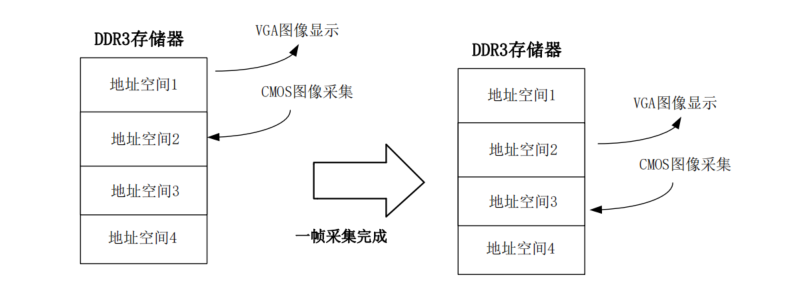 DDR3存储器
VGA图像显示
地址空间1
CMOS图像采集
地址空间2
地址空间3
地址空间4
一帧采集完成
DDR3存储器
地址空间1
VGA图像显示
地址空间2
CMOS图像采集
地址空间3
地址空间4